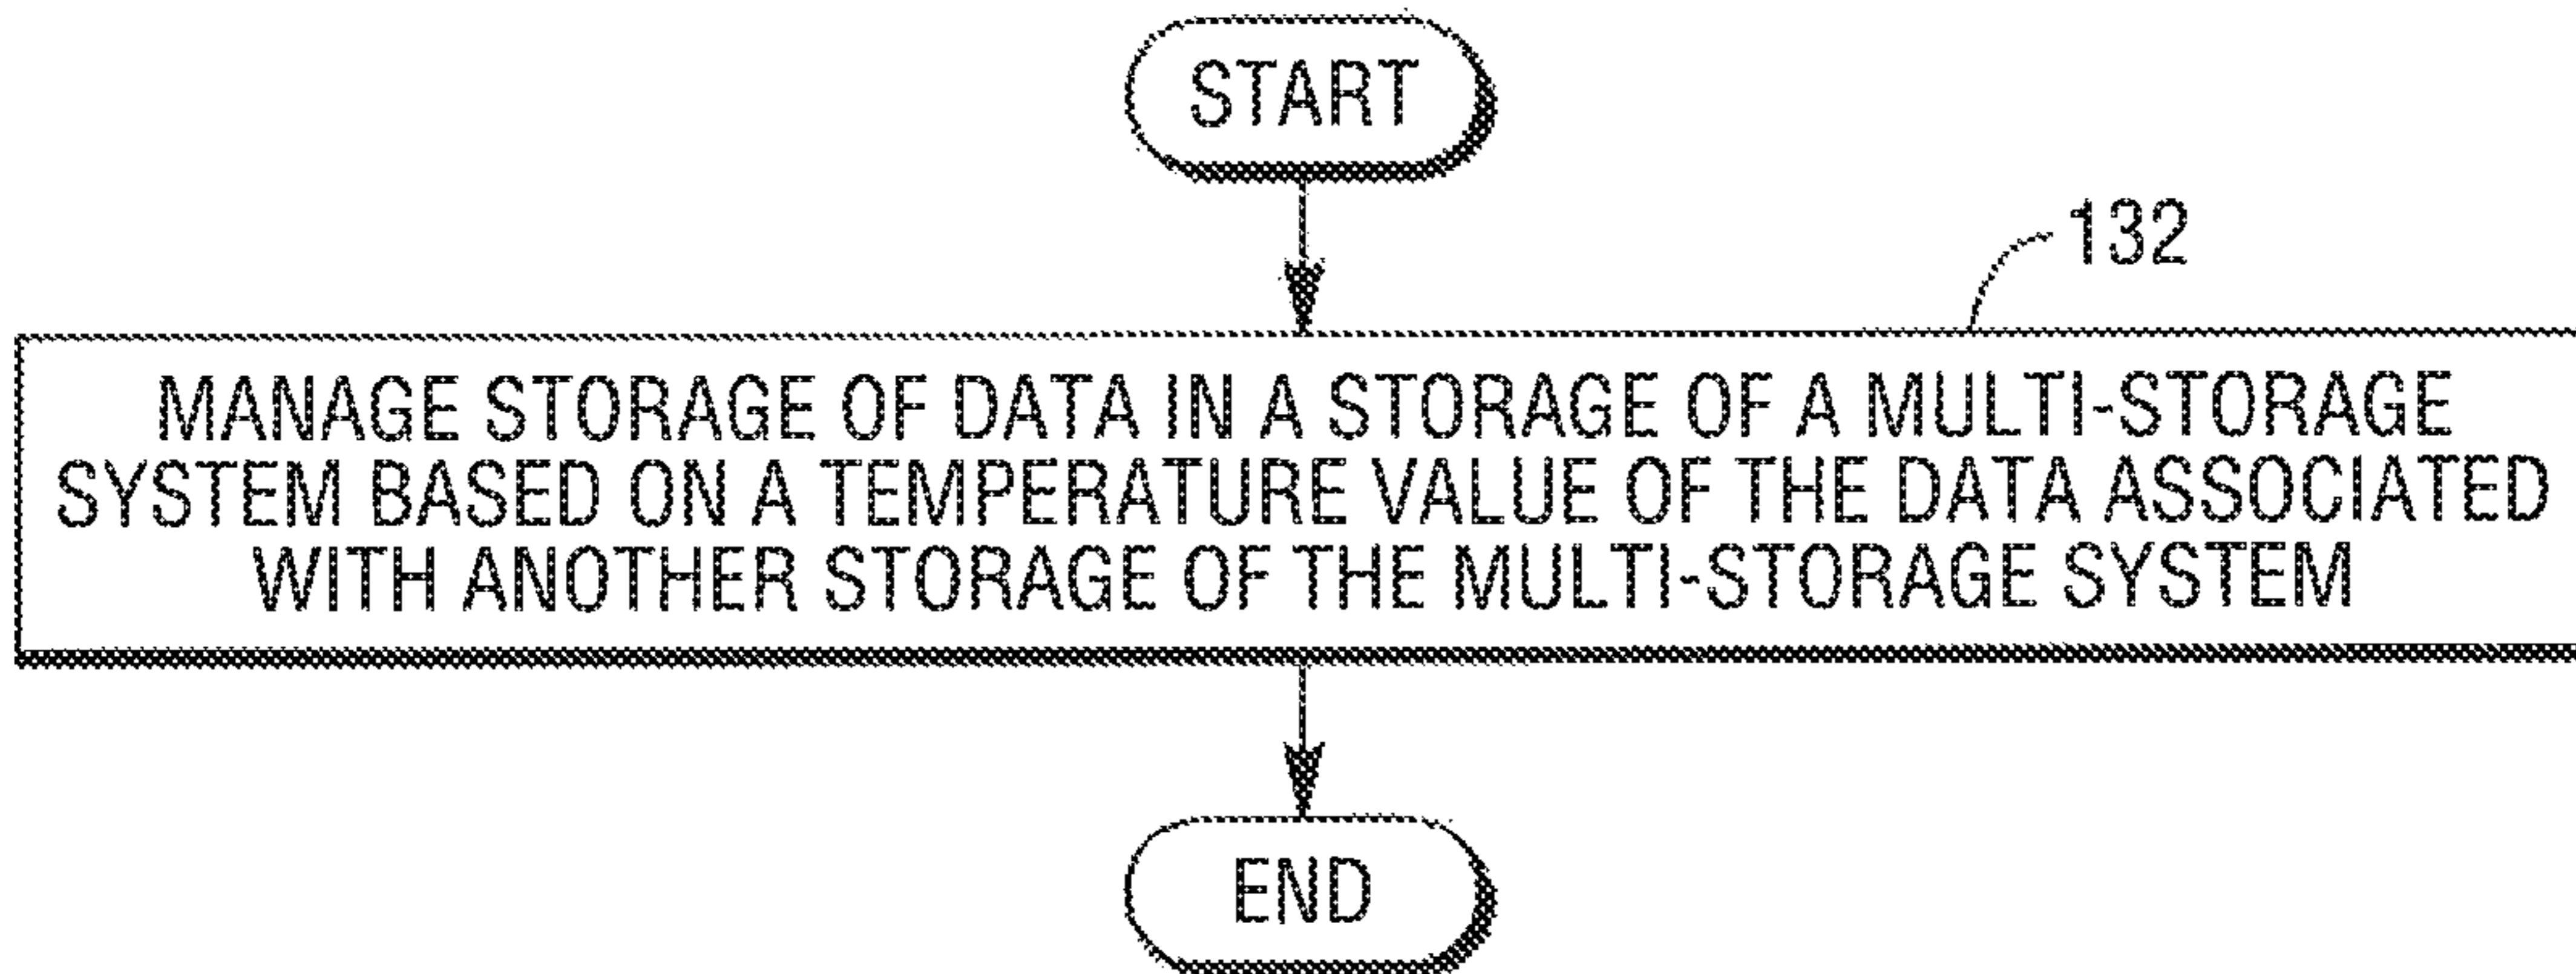 START
132
MANAGE STORAGE OF DATA IN A STORAGE OF A MULTI-STORAGE
SYSTEM BASED ON A TEMPERATURE VALUE OF THE DATA ASSOCIATED
WITH ANOTHER STORAGE OF THE MULTI-STORAGE SYSTEM
END